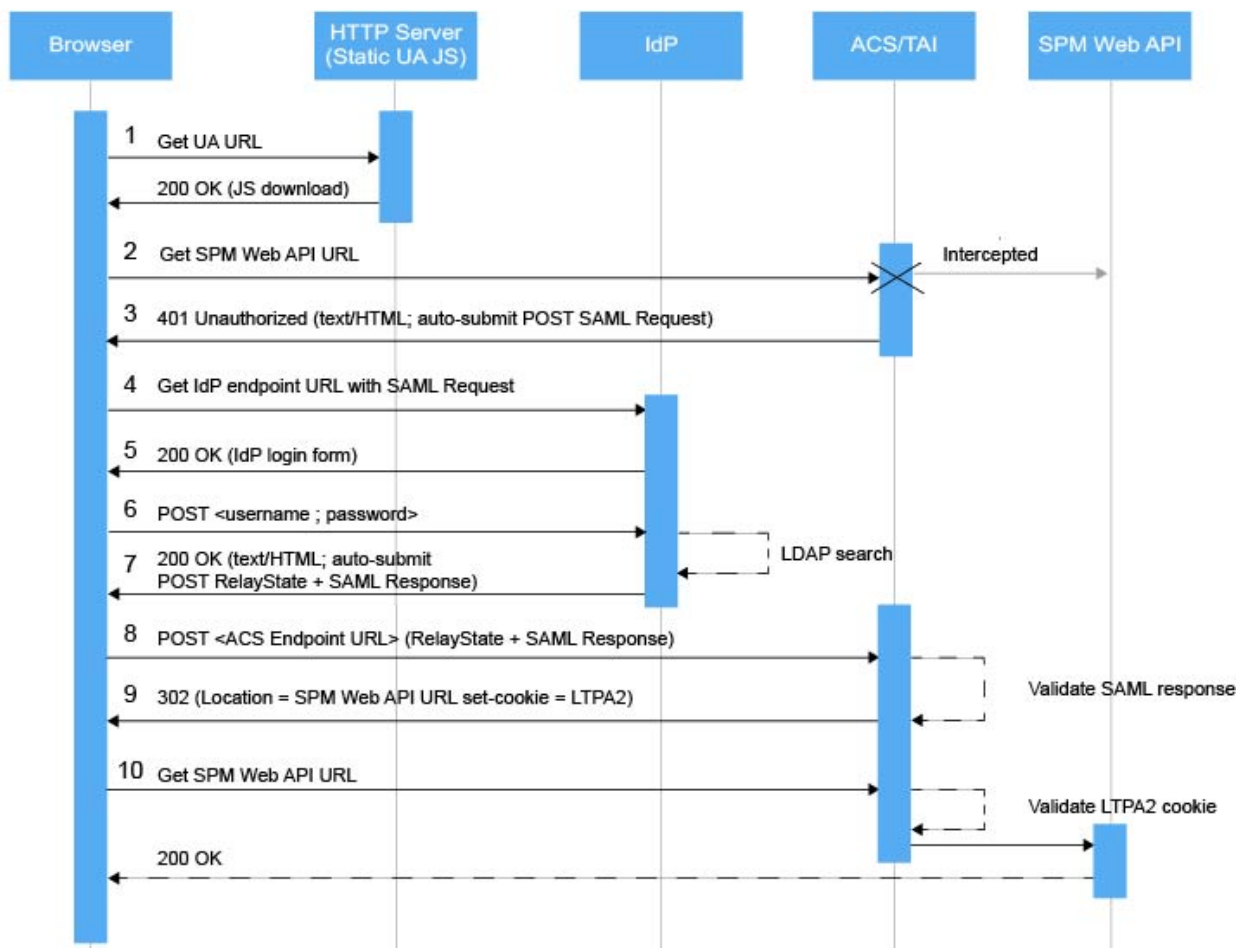 Browser
HTTP Server
(Static UA JS)
IdP
ACS/TAI
SPM Web API
1 Get UA URL
200 OK (JS download)
2 Get SPM Web API URL
Intercepted
3 401 Unauthorized (text/HTML; auto-submit POST SAML Request)
4 Get IdP endpoint URL with SAML Request
5 200 OK (IdP login form)
6 POST <username ; password>
LDAP search
7 200 OK (text/HTML; auto-submit
POST RelayState + SAML Response)
8 POST <ACS Endpoint URL> (RelayState + SAML Response)
Validate SAML response
9 302 (Location = SPM Web API URL set-cookie = LTPA2)
10 Get SPM Web API URL
Validate LTPA2 cookie
200 OK